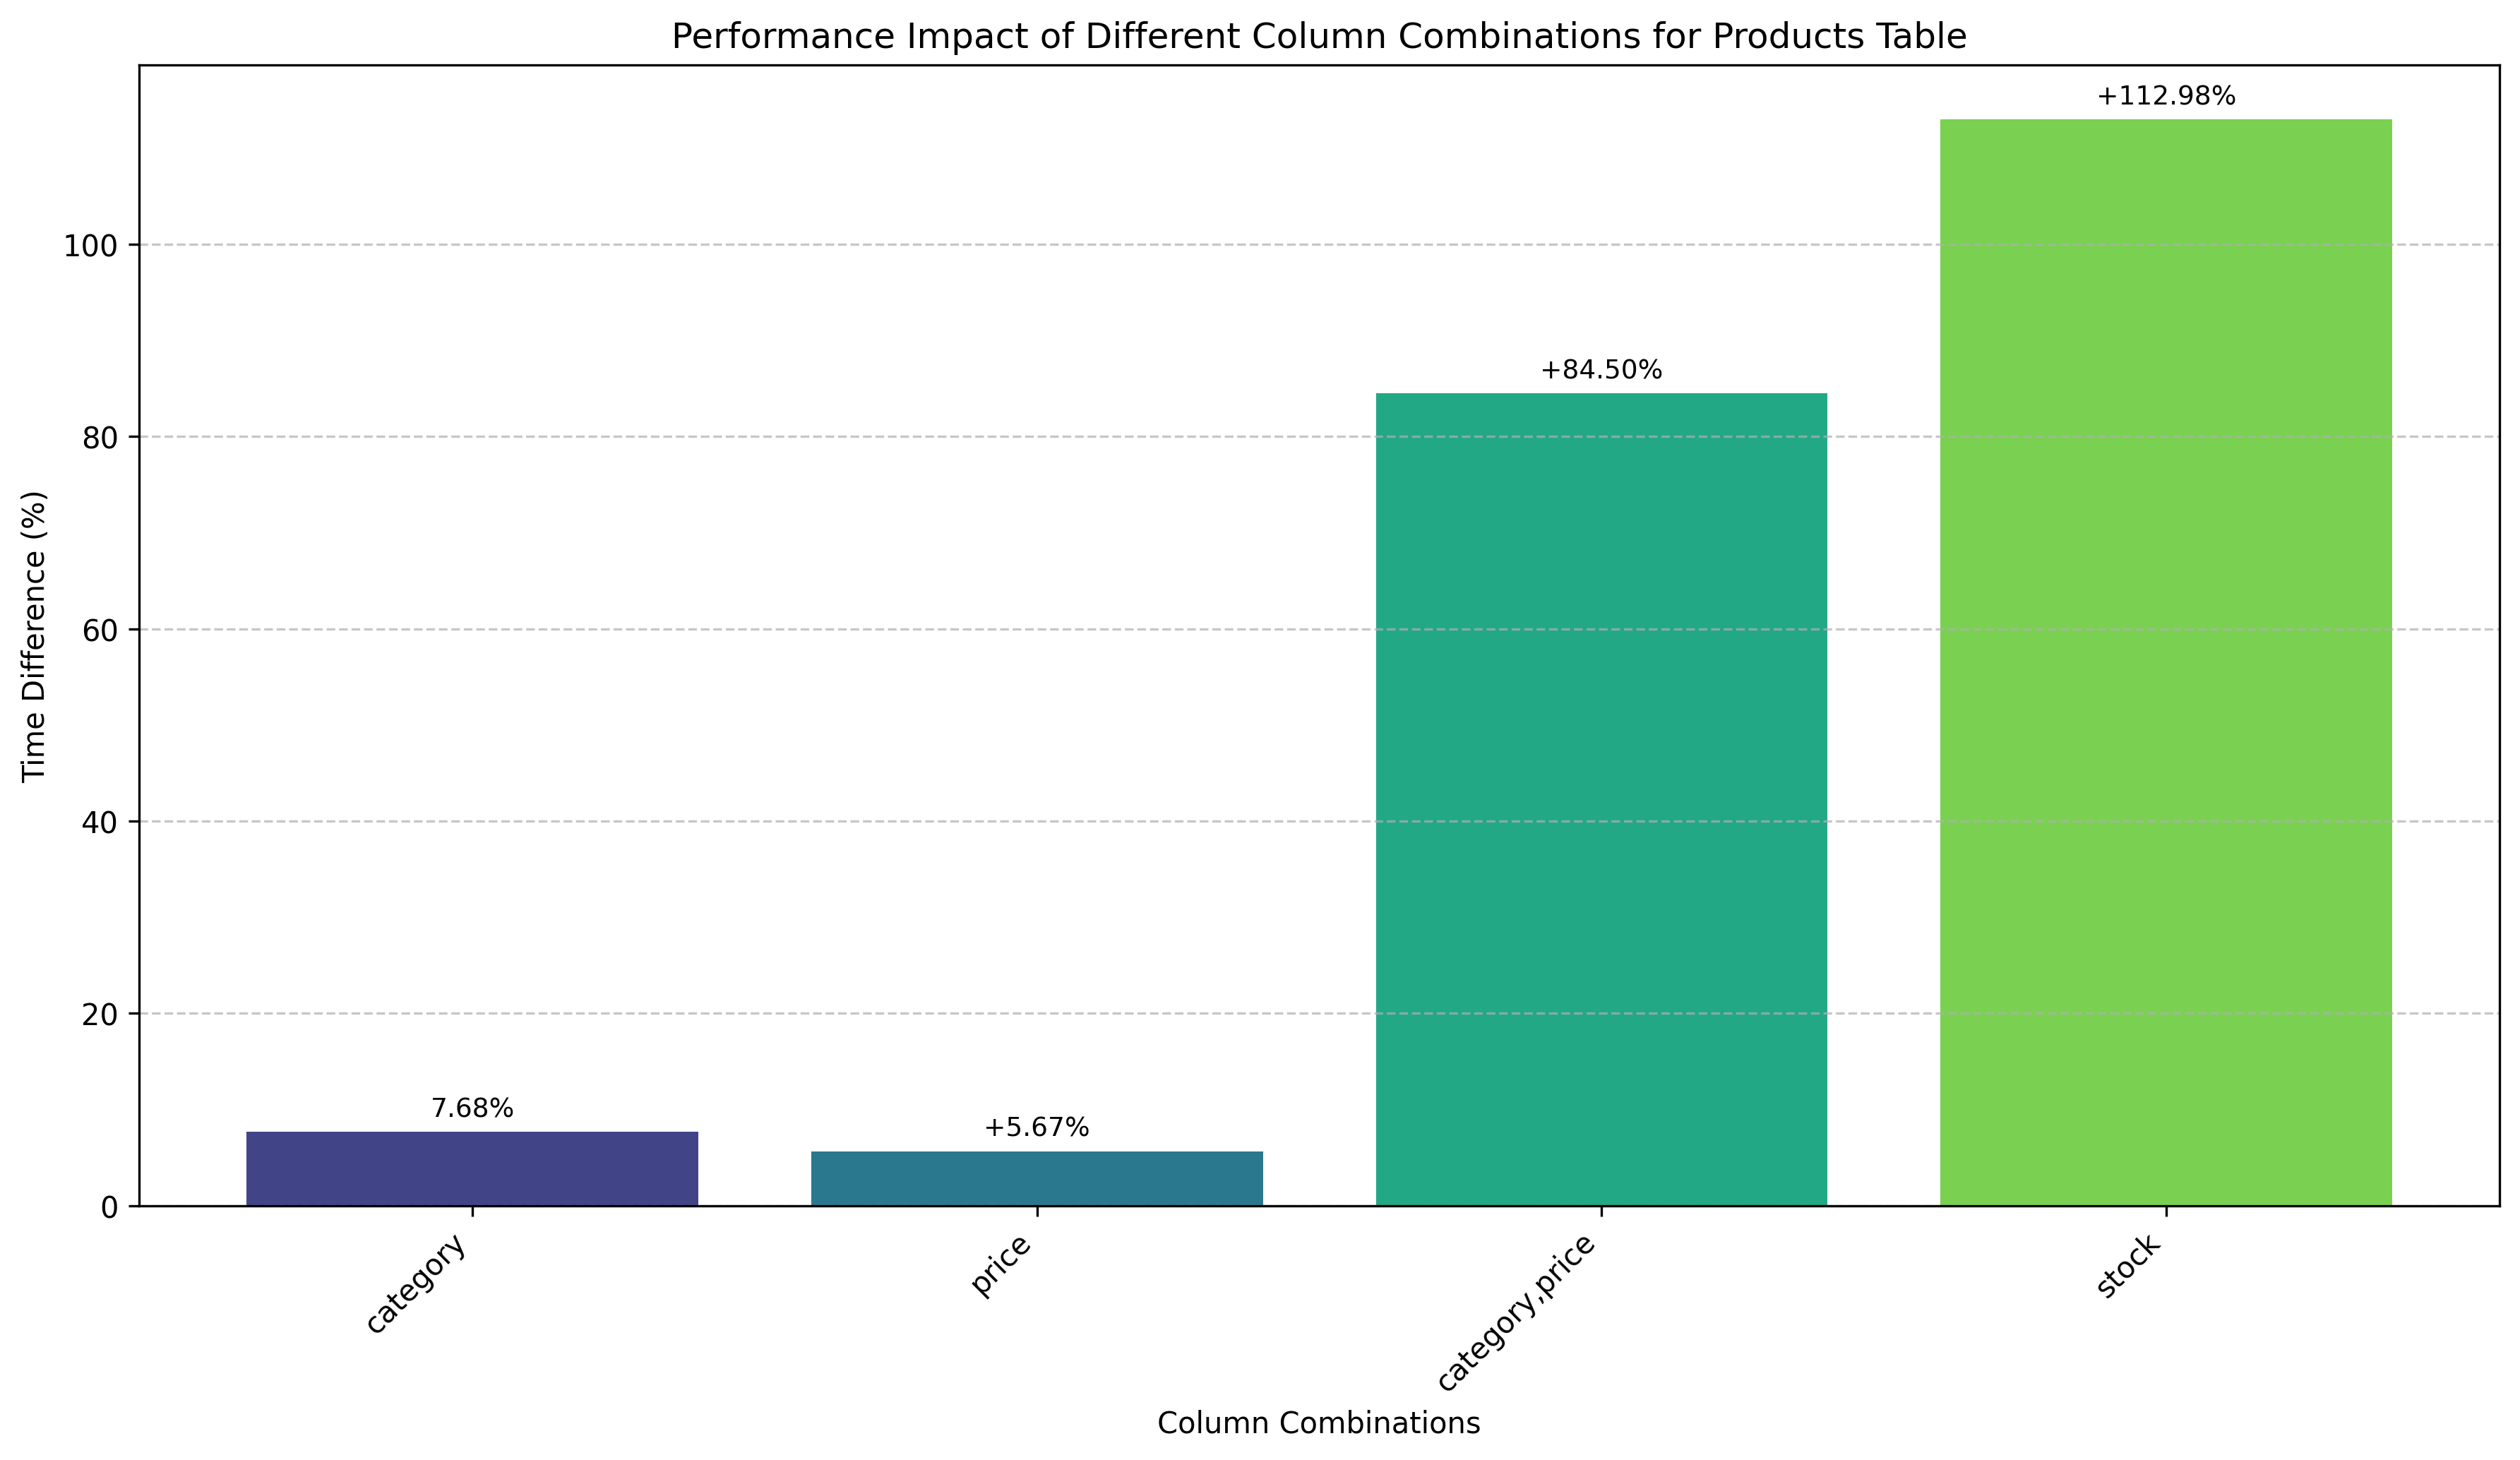 Performance Impact of Different Column Combinations for Products Table
Time Difference (%)
100
80
60
40
20
0
7.68%
+5.67%
+84.50%
+112.98%
category
price
category,price
stock
Column Combinations